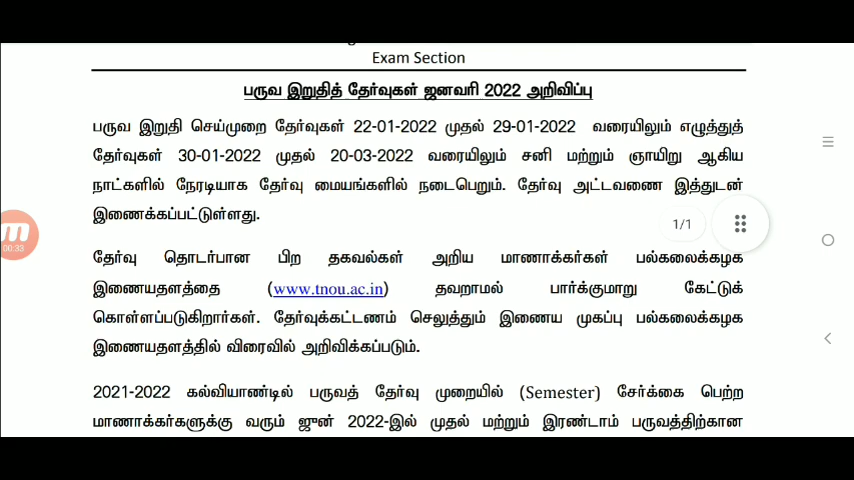 Exam Section
பருவ இறுதித் தேர்வுகள் ஜனவரி 2022 அறிவிப்பு
பருவ இறுதி செய்முறை தேர்வுகள் 22-01-2022 முதல் 29-01-2022 வரையிலும் எழுத்துத்
தேர்வுகள் 30-01-2022 முதல் 20-03-2022 வரையிலும் சனி மற்றும் ஞாயிறு ஆகிய
நாட்களில் நேரடியாக தேர்வு மையங்களில் நடைபெறும். தேர்வு அட்டவணை இத்துடன்
இணைக்கப்பட்டுள்ளது.
1/1
00:33
தேர்வு தொடர்பான பிற தகவல்கள் அறிய மாணாக்கர்கள் பல்கலைக்கழக
இணையதளத்தை (www.tnou.ac.in) தவறாமல் பார்க்குமாறு கேட்டுக்
கொள்ளப்படுகிறார்கள். தேர்வுக்கட்டணம் செலுத்தும் இணைய முகப்பு பல்கலைக்கழக
இணையதளத்தில் விரைவில் அறிவிக்கப்படும்.
2021-2022 கல்வியாண்டில் பருவத் தேர்வு முறையில் (Semester) சேர்க்கை பெற்ற
மாணாக்கர்களுக்கு வரும் ஜுன் 2022-இல் முதல் மற்றும் இரண்டாம் பருவத்திற்கான